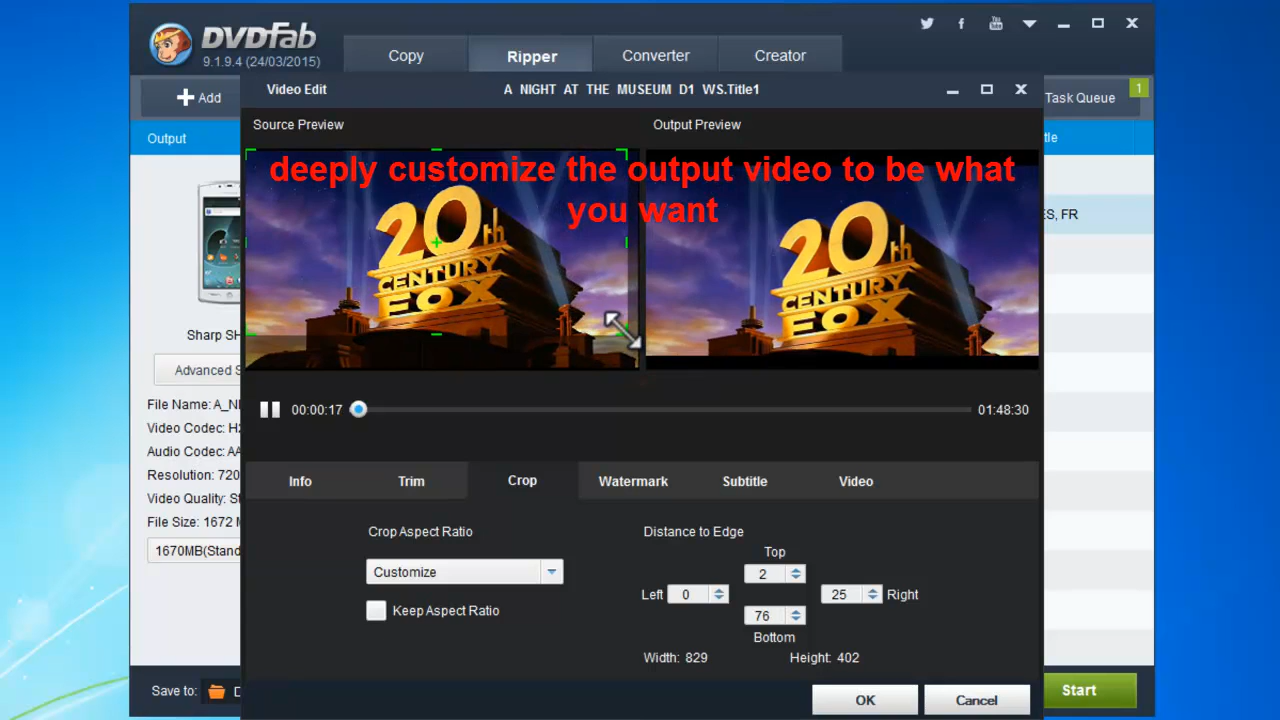 DVDFab
9.1.9.4 (24/03/2015)
Copy
Ripper
Converter
Creator
Add
Video Edit
A NIGHT AT THE MUSEUM D1 WS.Title1
Task Queue
1
Output
Source Preview
Output Preview
tle
deeply customize the output video to be what
you want
20th
CENTURY
FOX
20th
CENTURY
FOX
ES, FR
Sharp SH
Advanced S
File Name: A_NI
Video Codec: H2
Audio Codec: AA
Resolution: 720
Video Quality: St
File Size: 1672 M
1670MB(Stand
00:00:17
01:48:30
Info
Trim
Crop
Watermark
Subtitle
Video
Crop Aspect Ratio
Customize
Keep Aspect Ratio
Distance to Edge
Top
2
Left 0
25 Right
76
Bottom
Width: 829
Height: 402
Save to:
D
OK
Cancel
Start